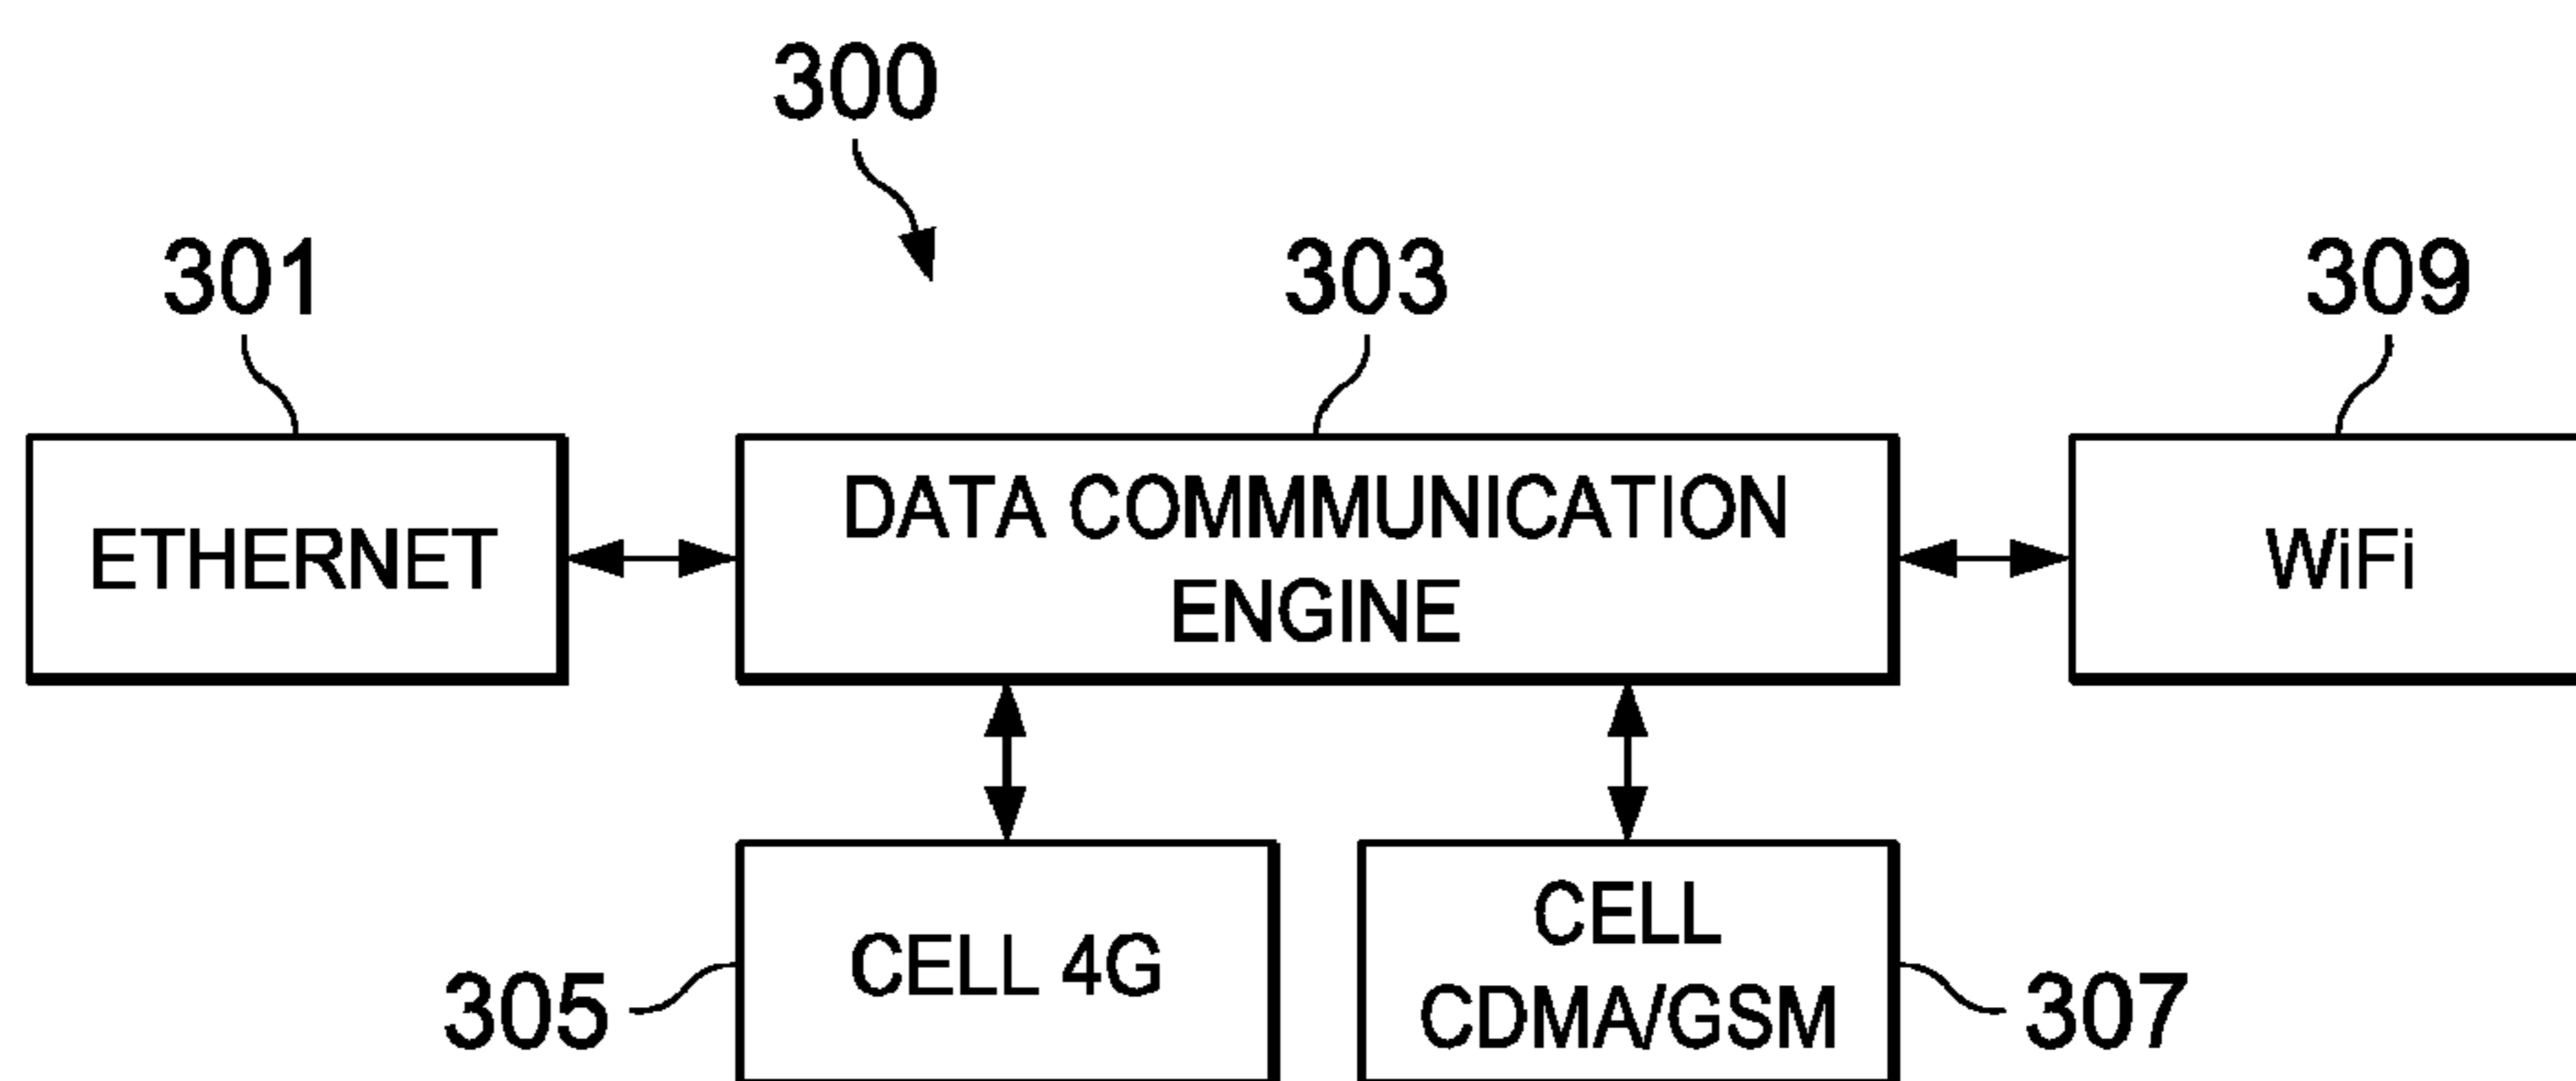 300
301
303
309
ETHERNET
DATA COMMMUNICATION
ENGINE
WiFi
305
CELL 4G
CELL
CDMA/GSM
307